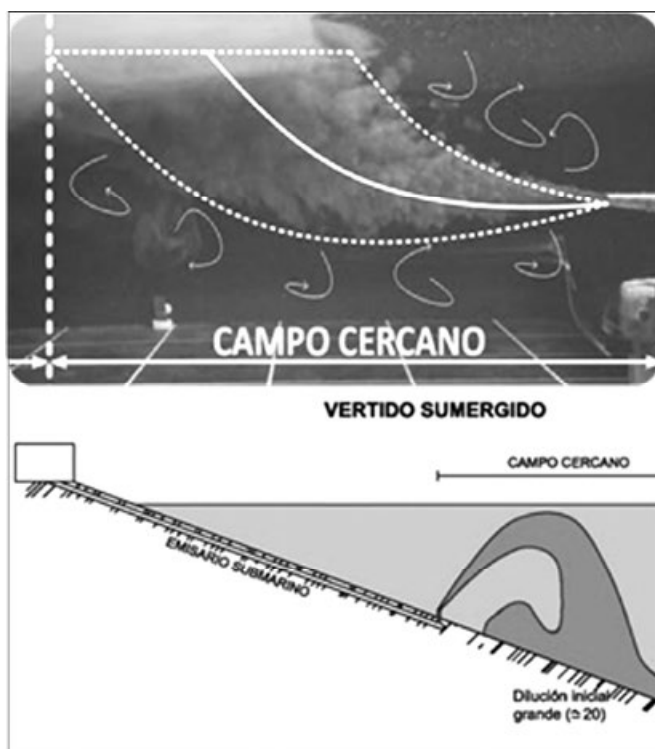 CAMPO CERCANO
VERTIDO SUMERGIDO
CAMPO CERCANO
EMISARIO SUBMARINO
Dilución inicial
grande (≃ 20)